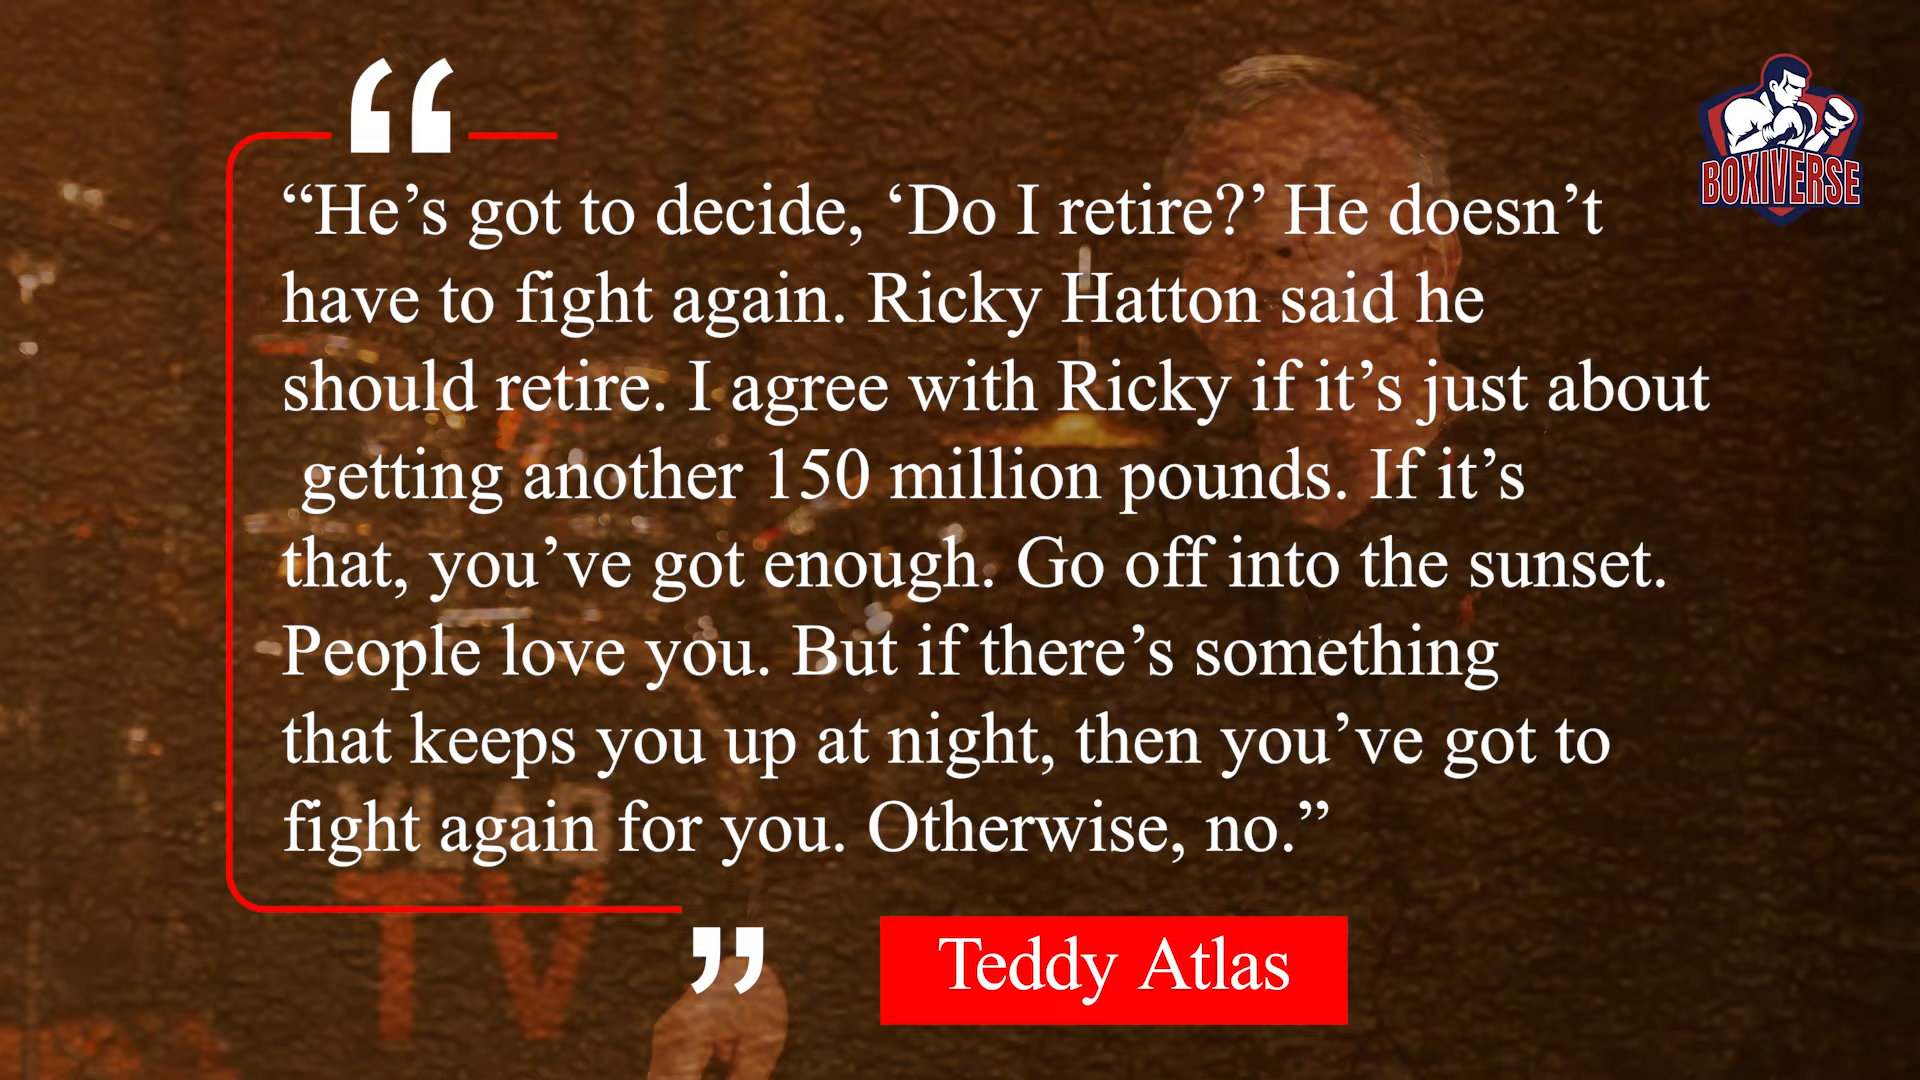 “
BOXIVERSE
“He’s got to decide, ‘Do I retire?’ He doesn’t
have to fight again. Ricky Hatton said he
should retire. I agree with Ricky if it’s just about
getting another 150 million pounds. If it’s
that, you’ve got enough. Go off into the sunset.
People love you. But if there’s something
that keeps you up at night, then you’ve got to
fight again for you. Otherwise, no.”
TV
”
Teddy Atlas